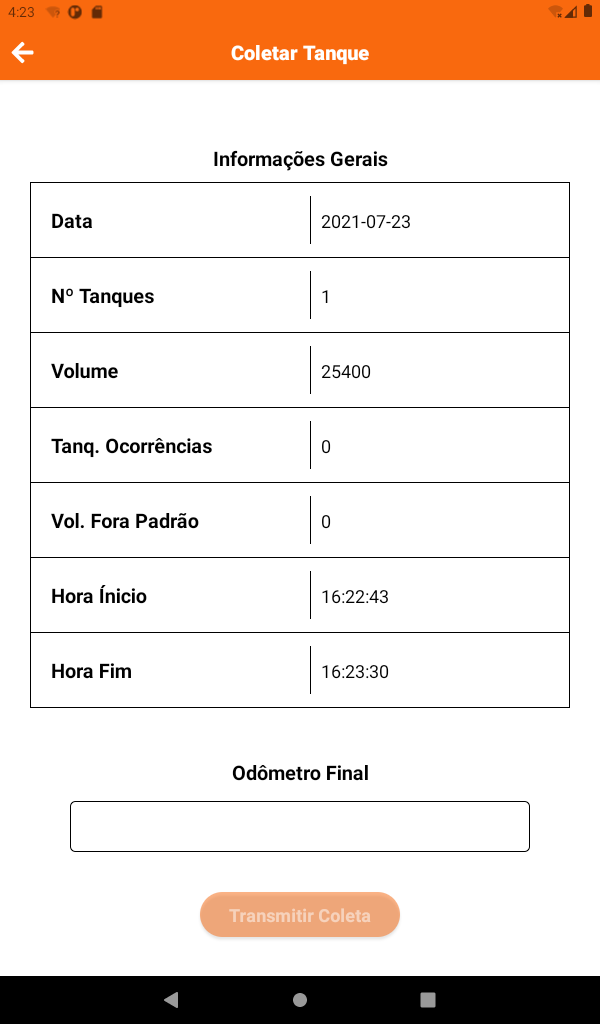 4:23
Coletar Tanque
Informações Gerais
Data 2021-07-23
Nº Tanques 1
Volume 25400
Tanq. Ocorrências 0
Vol. Fora Padrão 0
Hora Ínicio 16:22:43
Hora Fim 16:23:30
Odômetro Final
Transmitir Coleta